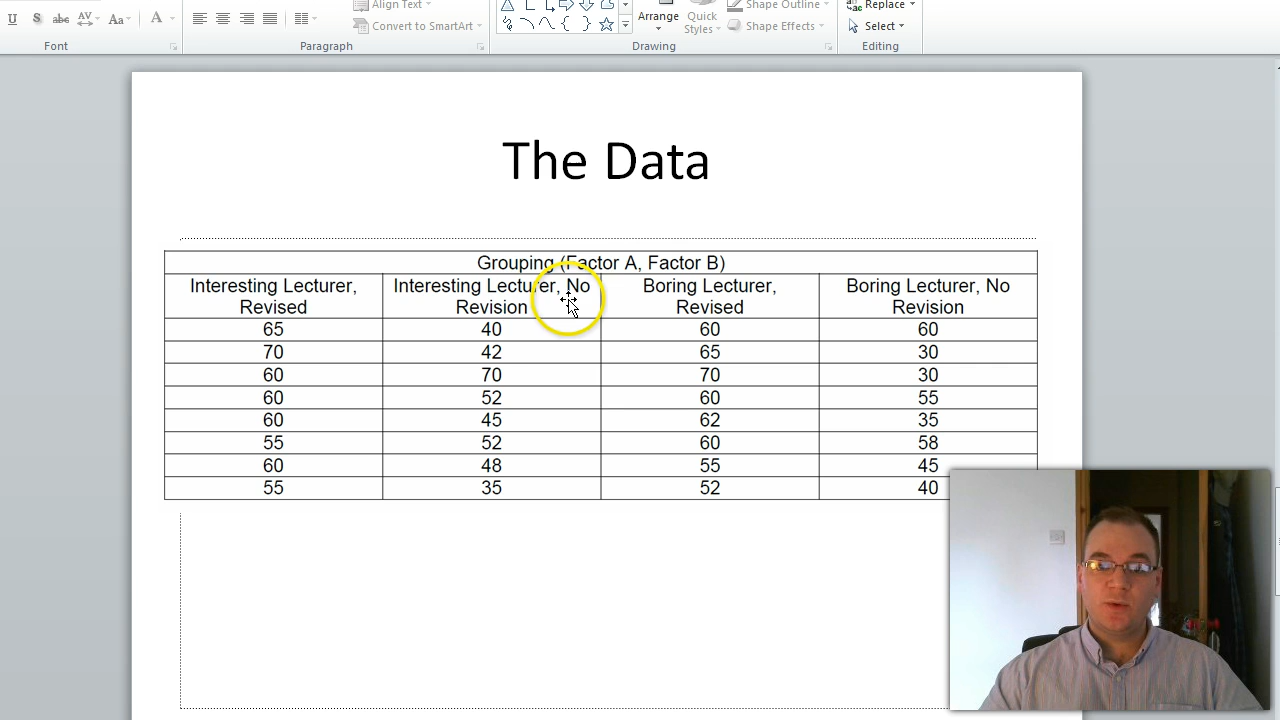 U S abc AV Aa A
Align Text
Convert to SmartArt
Arrange
Quick
Styles
Shape Outline
Shape Effects
Replace
Select
Font
Paragraph
Drawing
Editing
The Data
Grouping (Factor A, Factor B)
Interesting Lecturer, Revised
Interesting Lecturer, No Revision
Boring Lecturer, Revised
Boring Lecturer, No Revision
65 40 60 60
70 42 65 30
60 70 70 30
60 52 60 55
60 45 62 35
55 52 60 58
60 48 55 45
55 35 52 40